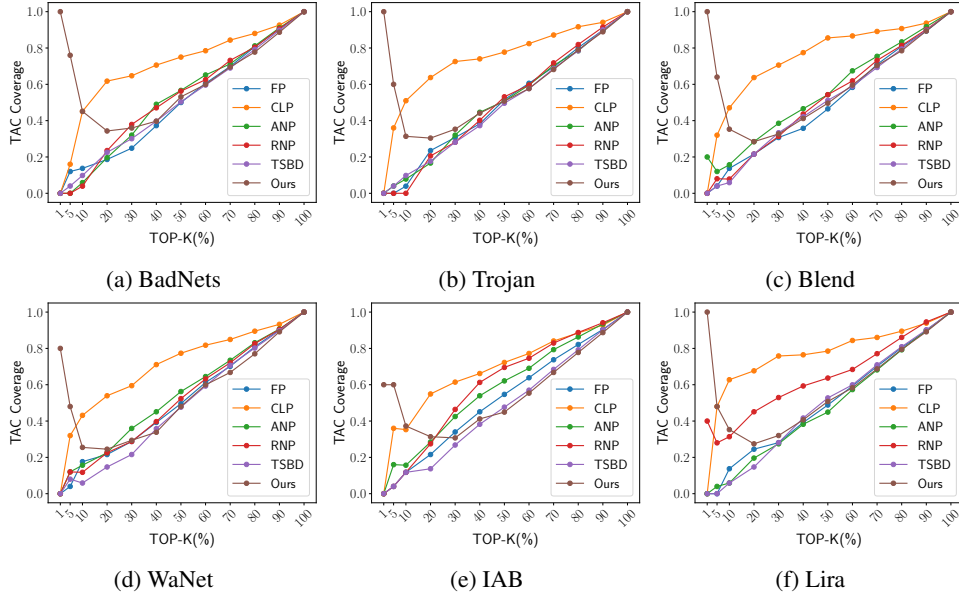 1.0
0.8
0.6
0.4
0.2
0.0
TAC Coverage
FP
CLP
ANP
RNP
TSBD
Ours
1 5 10 20 30 40 50 60 70 80 90 100
TOP-K(%)
(a) BadNets
1.0
0.8
0.6
0.4
0.2
0.0
TAC Coverage
FP
CLP
ANP
RNP
TSBD
Ours
1 5 10 20 30 40 50 60 70 80 90 100
TOP-K(%)
(b) Trojan
1.0
0.8
0.6
0.4
0.2
0.0
TAC Coverage
FP
CLP
ANP
RNP
TSBD
Ours
1 5 10 20 30 40 50 60 70 80 90 100
TOP-K(%)
(c) Blend
1.0
0.8
0.6
0.4
0.2
0.0
TAC Coverage
FP
CLP
ANP
RNP
TSBD
Ours
1 5 10 20 30 40 50 60 70 80 90 100
TOP-K(%)
(d) WaNet
1.0
0.8
0.6
0.4
0.2
0.0
TAC Coverage
FP
CLP
ANP
RNP
TSBD
Ours
1 5 10 20 30 40 50 60 70 80 90 100
TOP-K(%)
(e) IAB
1.0
0.8
0.6
0.4
0.2
0.0
TAC Coverage
FP
CLP
ANP
RNP
TSBD
Ours
1 5 10 20 30 40 50 60 70 80 90 100
TOP-K(%)
(f) Lira